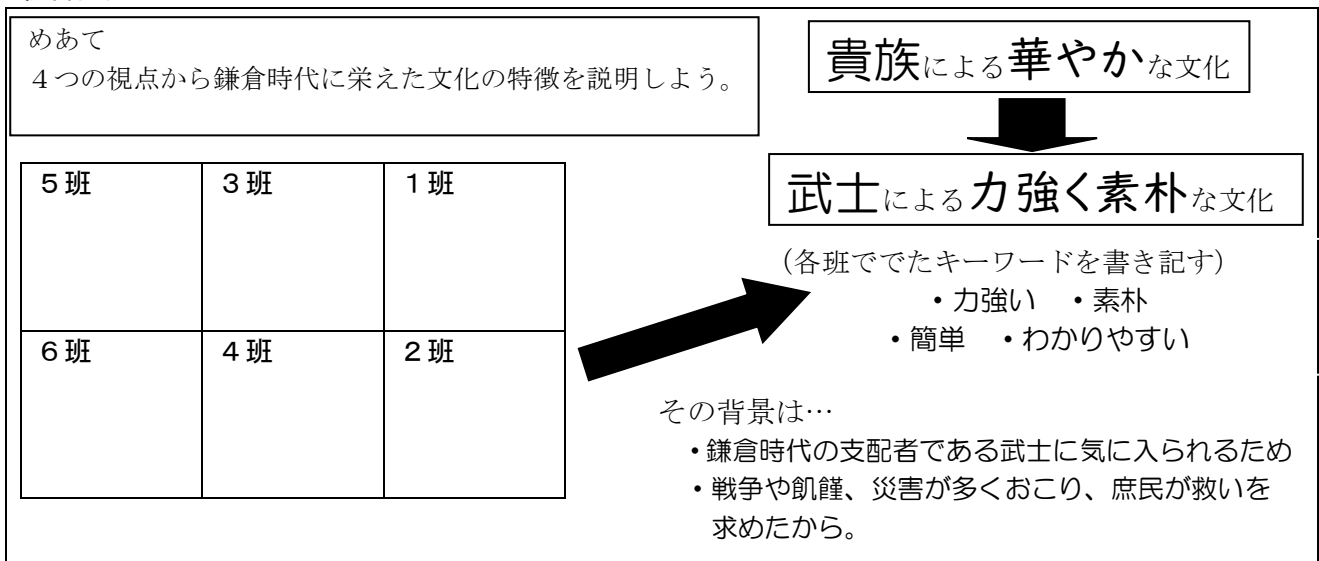 めあて
４つの視点から鎌倉時代に栄えた文化の特徴を説明しよう。
貴族による華やかな文化
武士による力強く素朴な文化
５班 ３班 １班
６班 ４班 ２班
（各班ででたキーワードを書き記す）
・力強い ・素朴
・簡単 ・わかりやすい
その背景は…
・鎌倉時代の支配者である武士に気に入られるため
・戦争や飢饉、災害が多くおこり、庶民が救いを
求めたから。